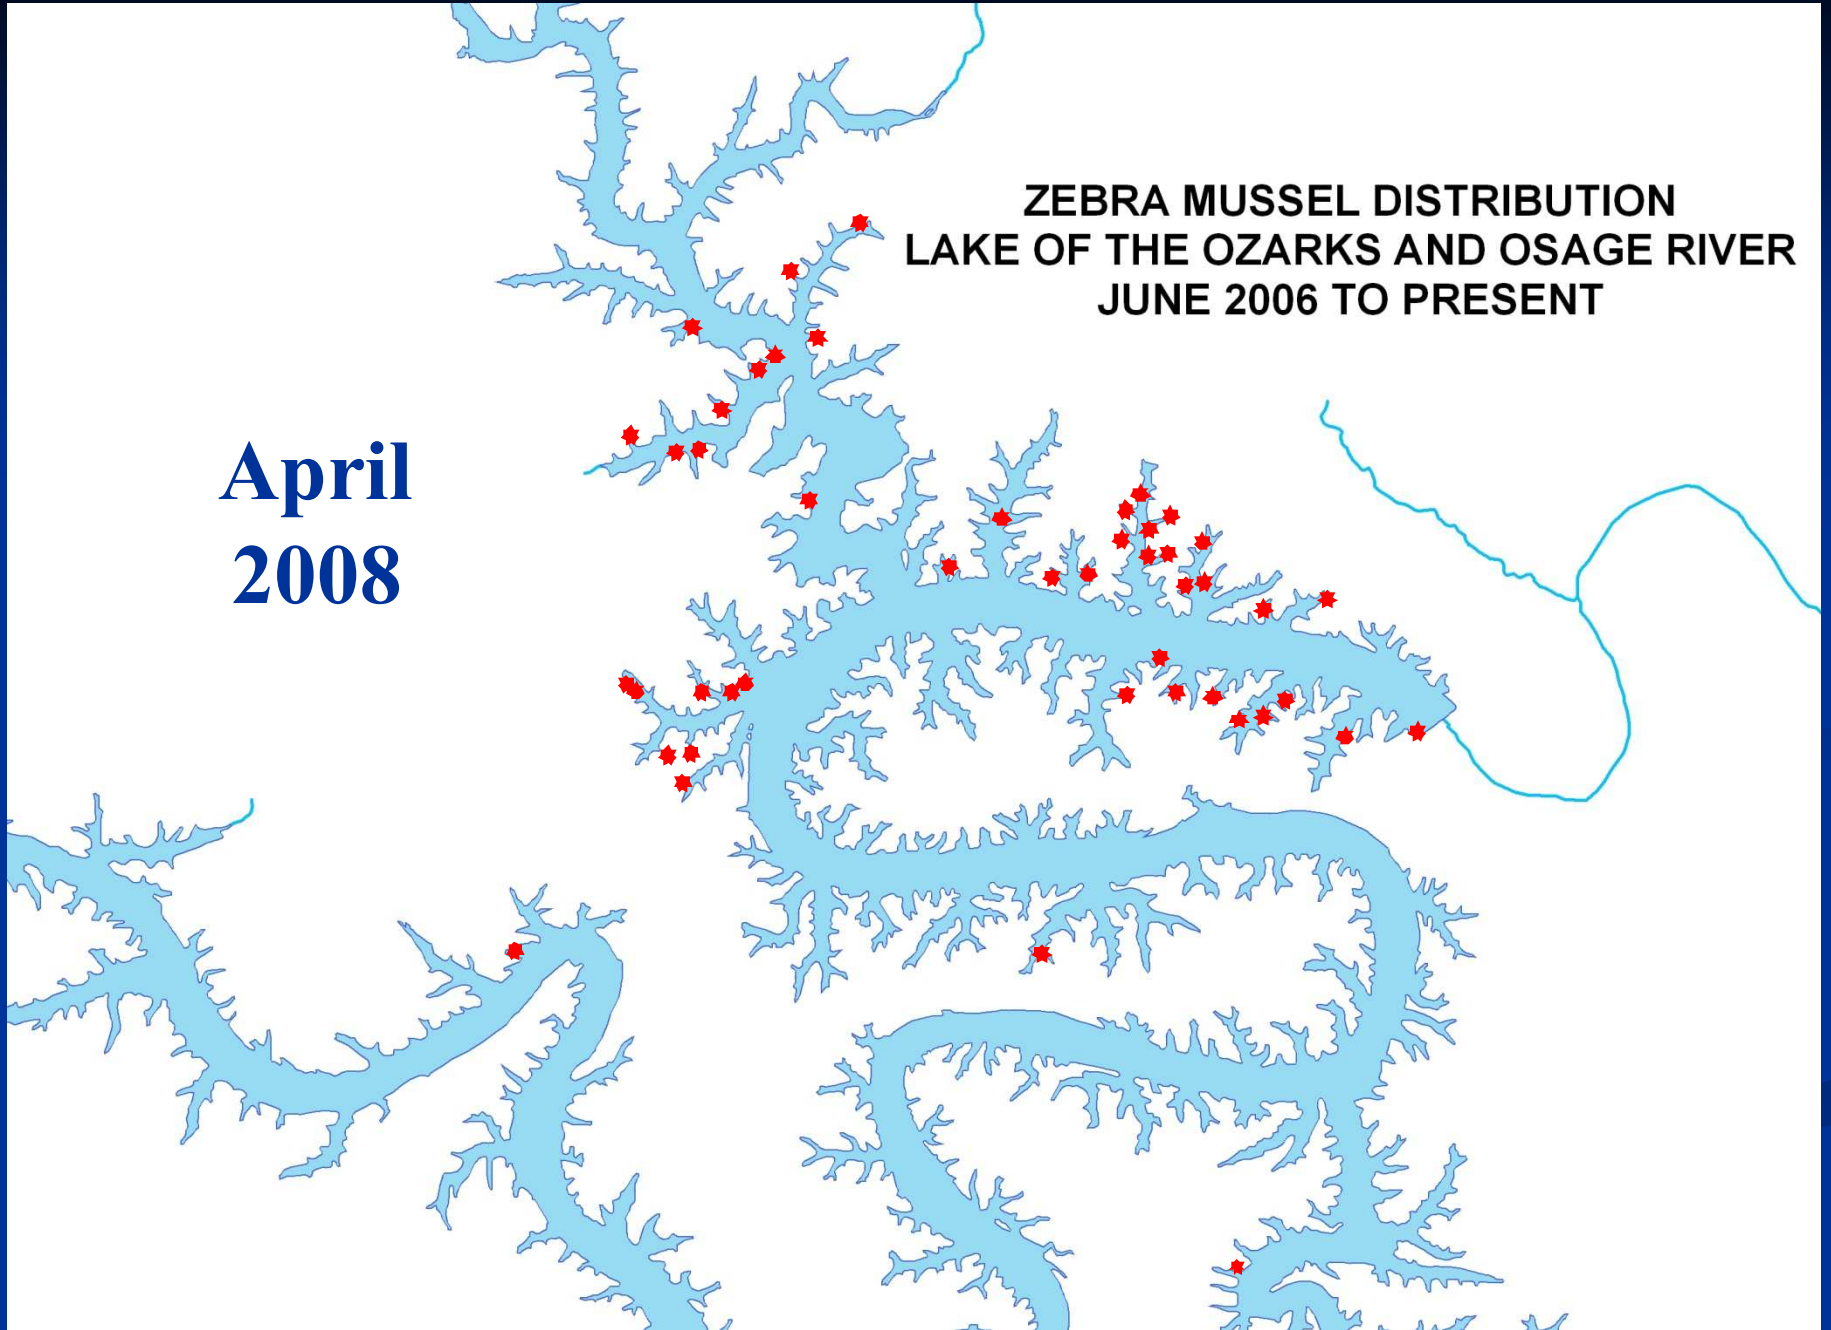 ZEBRA MUSSEL DISTRIBUTION
LAKE OF THE OZARKS AND OSAGE RIVER
JUNE 2006 TO PRESENT
April
2008